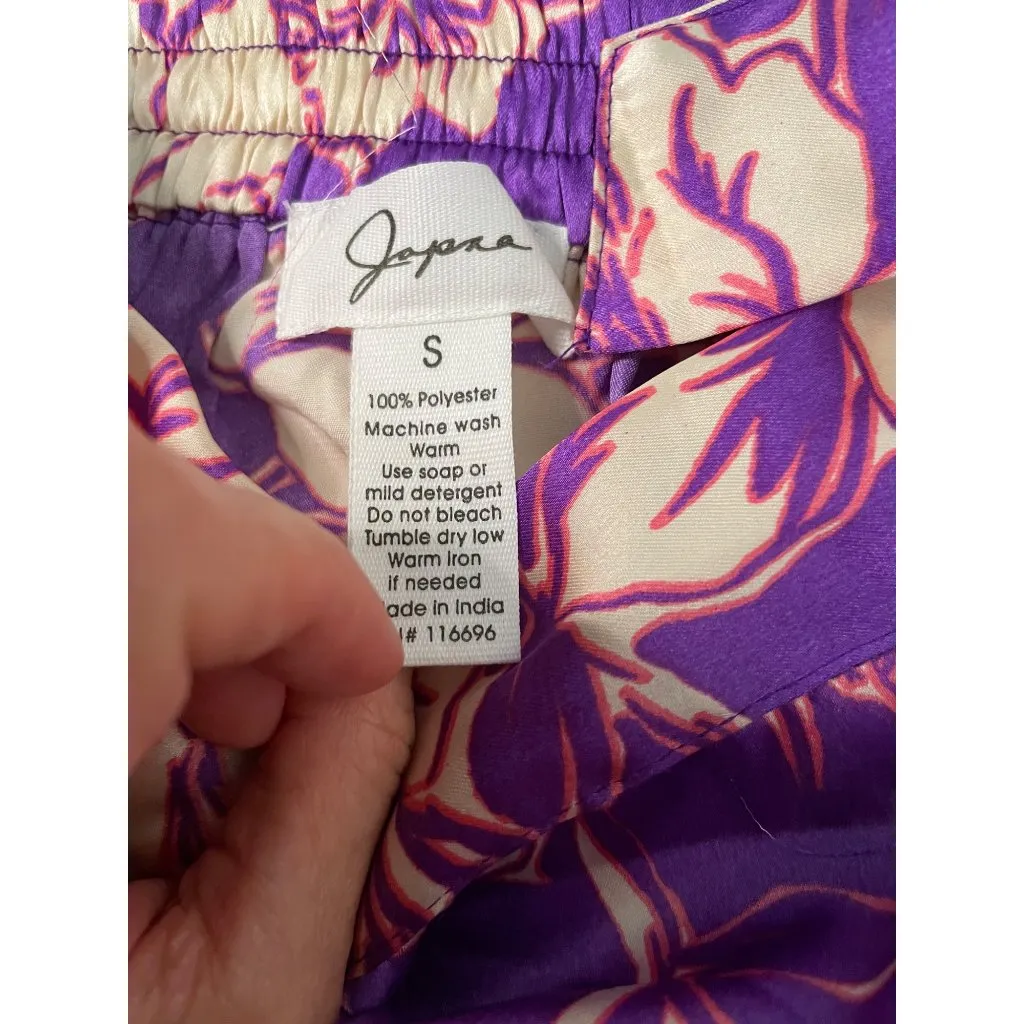 Japna
S
100% Polyester
Machine wash
Warm
Use soap or
mild detergent
Do not bleach
Tumble dry low
Warm Iron
if needed
ade in India
# 116696